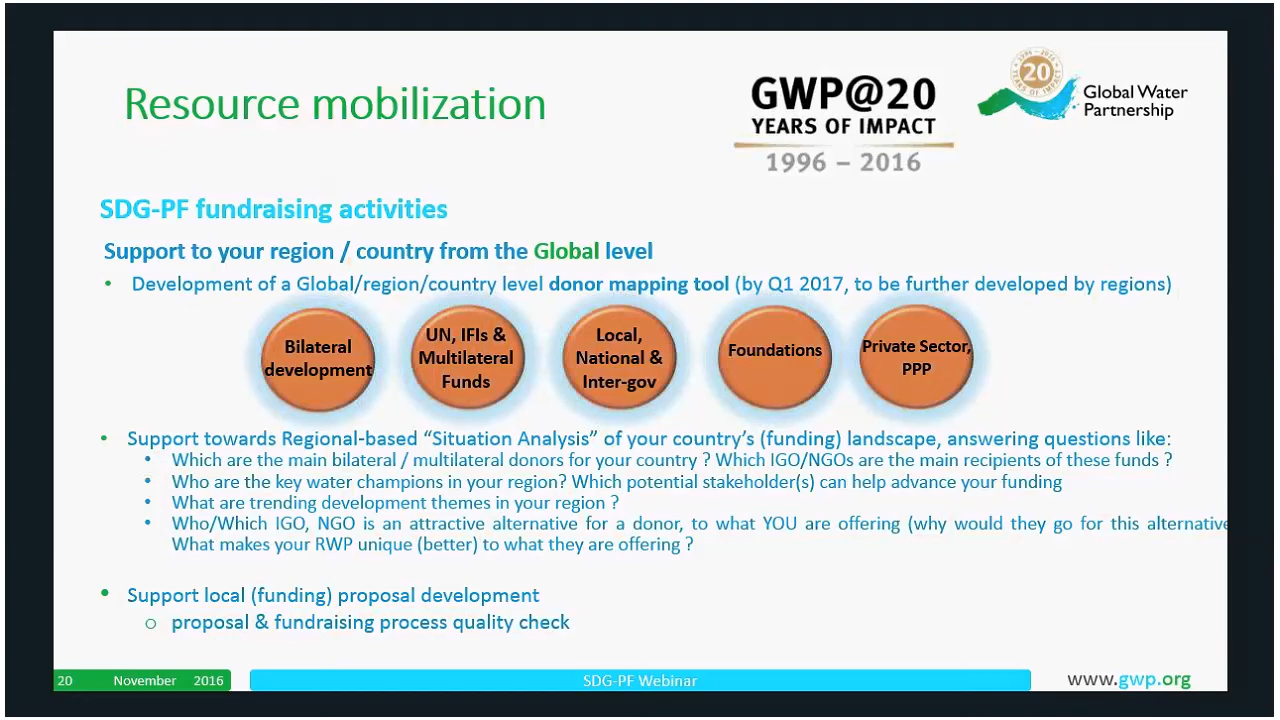 Resource mobilization
GWP@20
YEARS OF IMPACT
1996 – 2016
1996 - 2016
20
YEARS OF IMPACT
Global Water
Partnership
SDG-PF fundraising activities
Support to your region / country from the Global level
• Development of a Global/region/country level donor mapping tool (by Q1 2017, to be further developed by regions)
Bilateral
development
UN, IFIs &
Multilateral
Funds
Local,
National &
Inter-gov
Foundations
Private Sector,
PPP
• Support towards Regional-based “Situation Analysis” of your country’s (funding) landscape, answering questions like:
• Which are the main bilateral / multilateral donors for your country ? Which IGO/NGOs are the main recipients of these funds ?
• Who are the key water champions in your region? Which potential stakeholder(s) can help advance your funding
• What are trending development themes in your region ?
• Who/Which IGO, NGO is an attractive alternative for a donor, to what YOU are offering (why would they go for this alternative
What makes your RWP unique (better) to what they are offering ?
• Support local (funding) proposal development
o proposal & fundraising process quality check
20 November 2016
SDG-PF Webinar
www.gwp.org